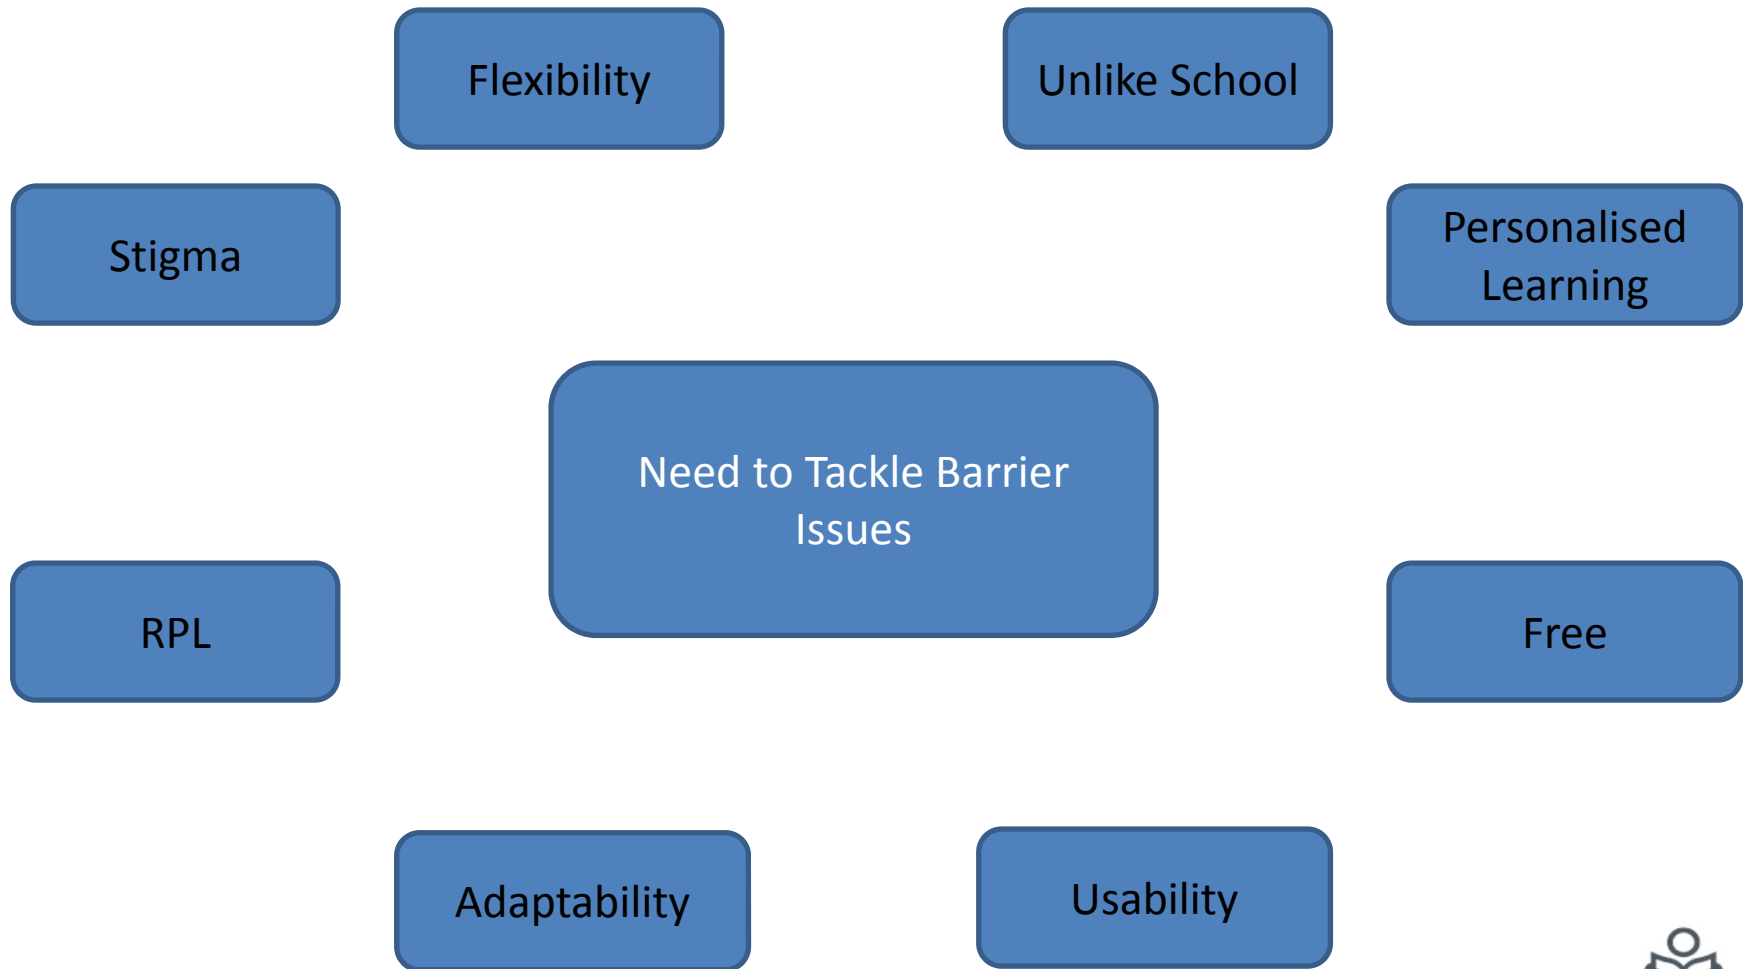 Flexibility
Unlike School
Stigma
Personalised
Learning
Need to Tackle Barrier
Issues
RPL
Free
Adaptability
Usability